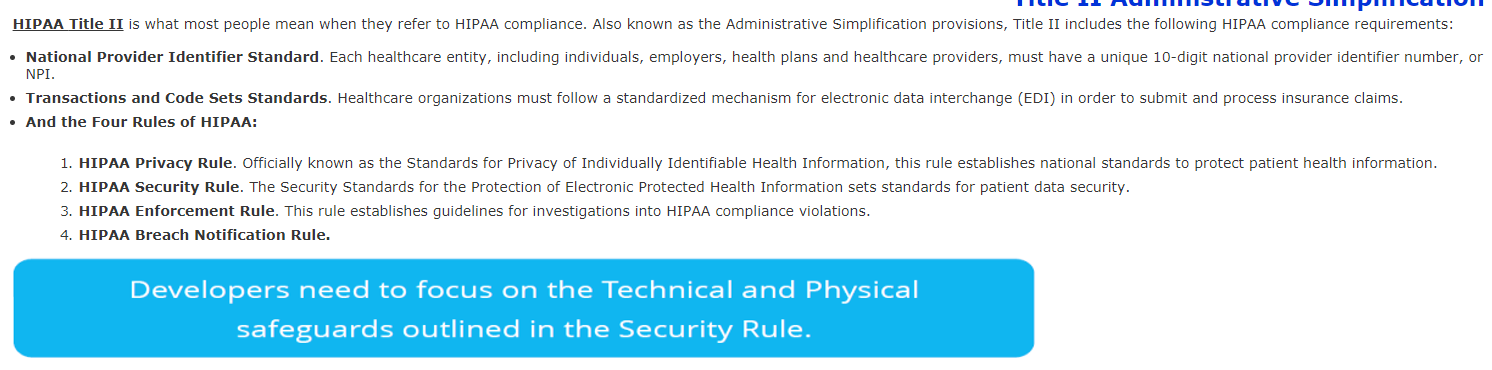 Title II Administrative Simplification
HIPAA Title II is what most people mean when they refer to HIPAA compliance. Also known as the Administrative Simplification provisions, Title II includes the following HIPAA compliance requirements:
• National Provider Identifier Standard. Each healthcare entity, including individuals, employers, health plans and healthcare providers, must have a unique 10-digit national provider identifier number, or
NPI.
• Transactions and Code Sets Standards. Healthcare organizations must follow a standardized mechanism for electronic data interchange (EDI) in order to submit and process insurance claims.
• And the Four Rules of HIPAA:
1. HIPAA Privacy Rule. Officially known as the Standards for Privacy of Individually Identifiable Health Information, this rule establishes national standards to protect patient health information.
2. HIPAA Security Rule. The Security Standards for the Protection of Electronic Protected Health Information sets standards for patient data security.
3. HIPAA Enforcement Rule. This rule establishes guidelines for investigations into HIPAA compliance violations.
4. HIPAA Breach Notification Rule.
Developers need to focus on the Technical and Physical
safeguards outlined in the Security Rule.